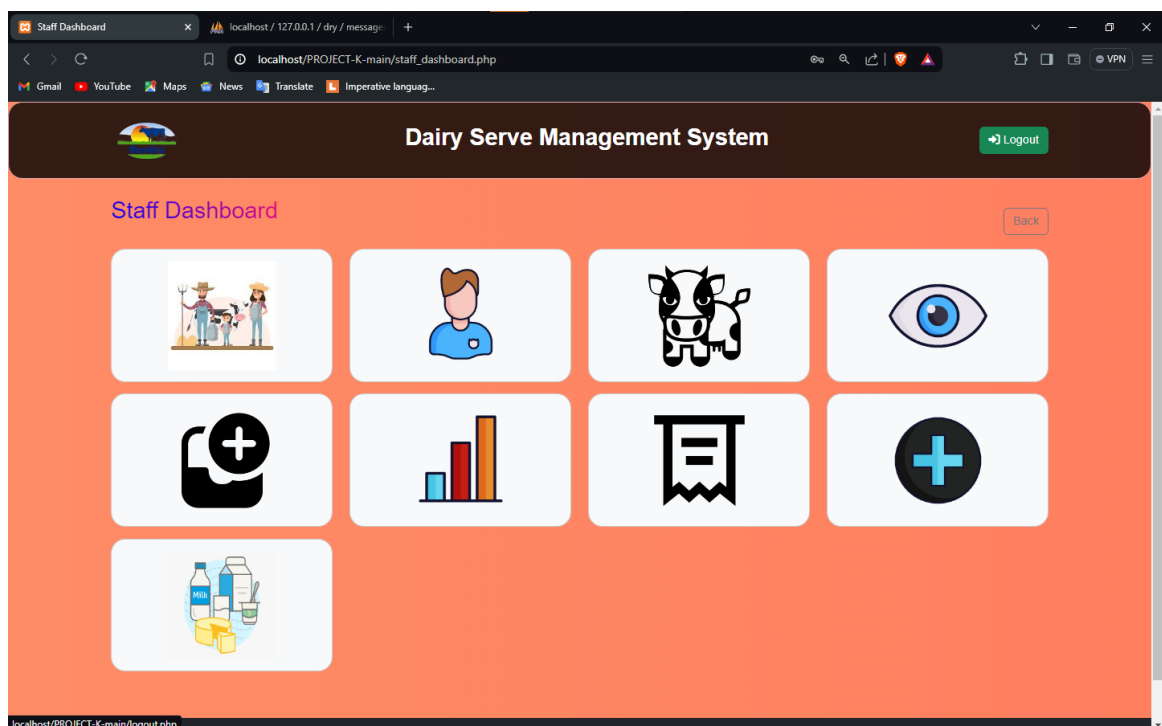 Staff Dashboard
localhost / 127.0.0.1 / dry / message
localhost/PROJECT-K-main/staff_dashboard.php
VPN
Gmail YouTube Maps News Translate Imperative languag...
Dairy Serve Management System
Logout
Staff Dashboard
Back
Milk
localhost/PROJECT-K-main/logout.php